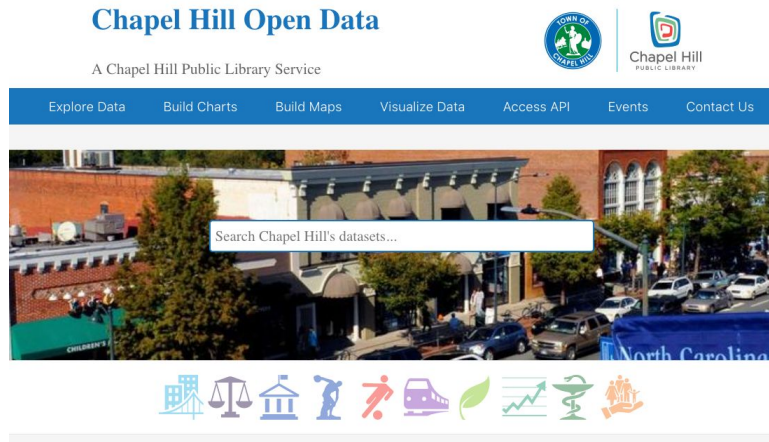 Chapel Hill Open Data
A Chapel Hill Public Library Service
TOWN OF
CHAPEL HILL
Chapel Hill
PUBLIC LIBRARY
Explore Data Build Charts Build Maps Visualize Data Access API Events Contact Us
Search Chapel Hill's datasets...
CHILDREN'S
North Carolina